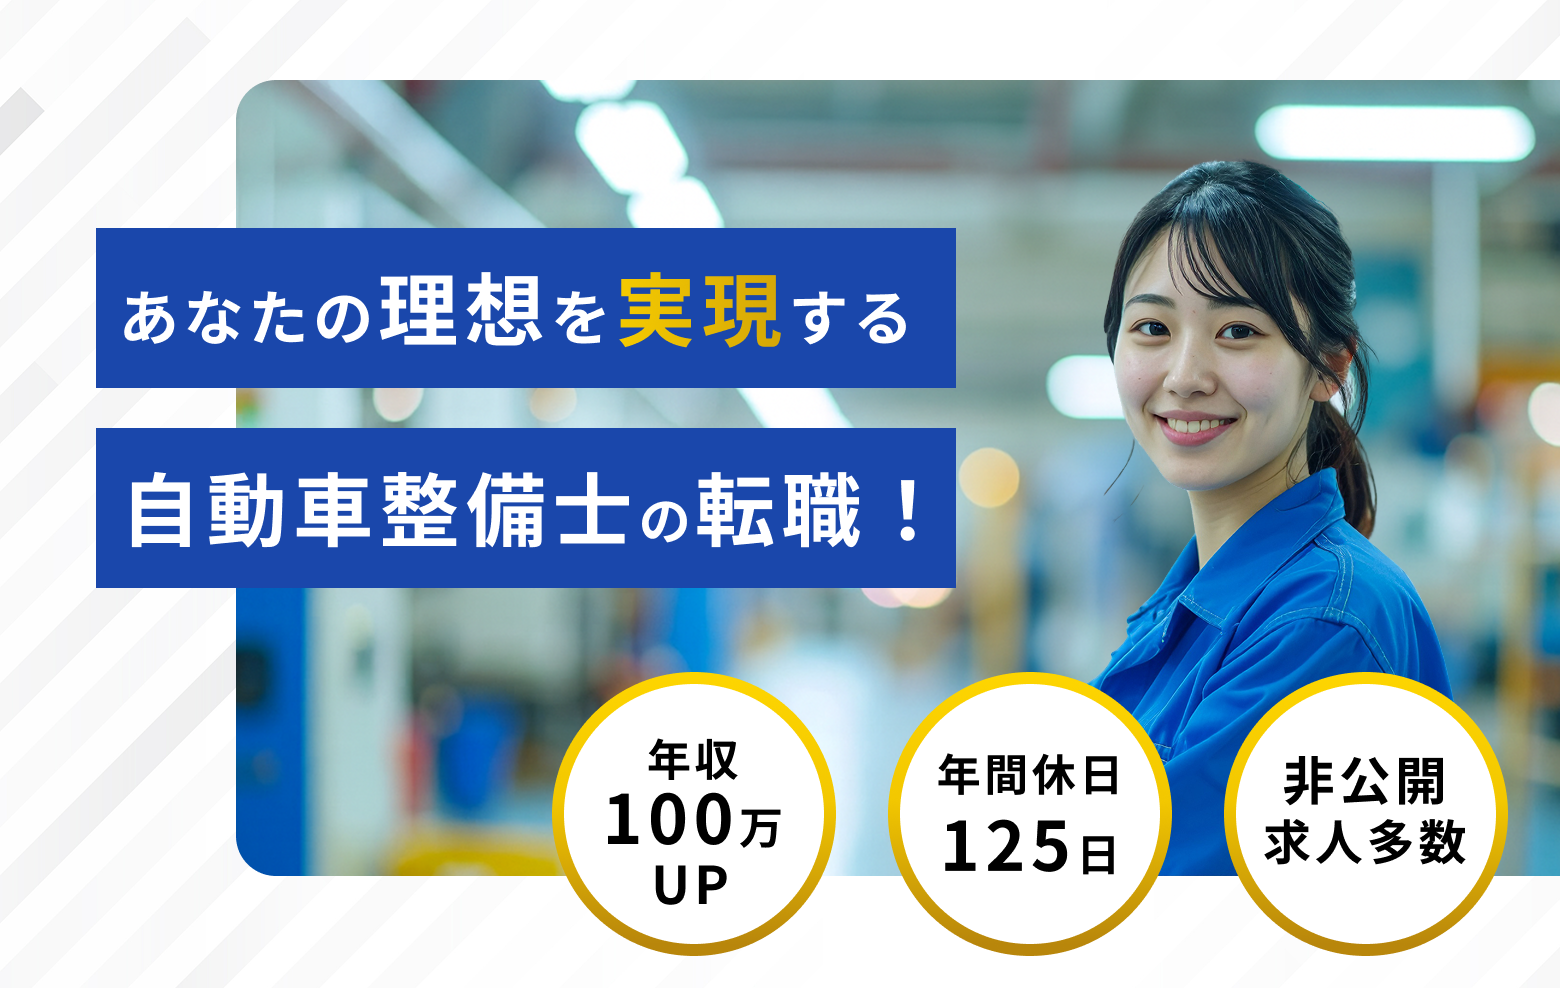 あなたの理想を実現する
自動車整備士の転職！
年収
100万
UP
年間休日
125日
非公開
求人多数